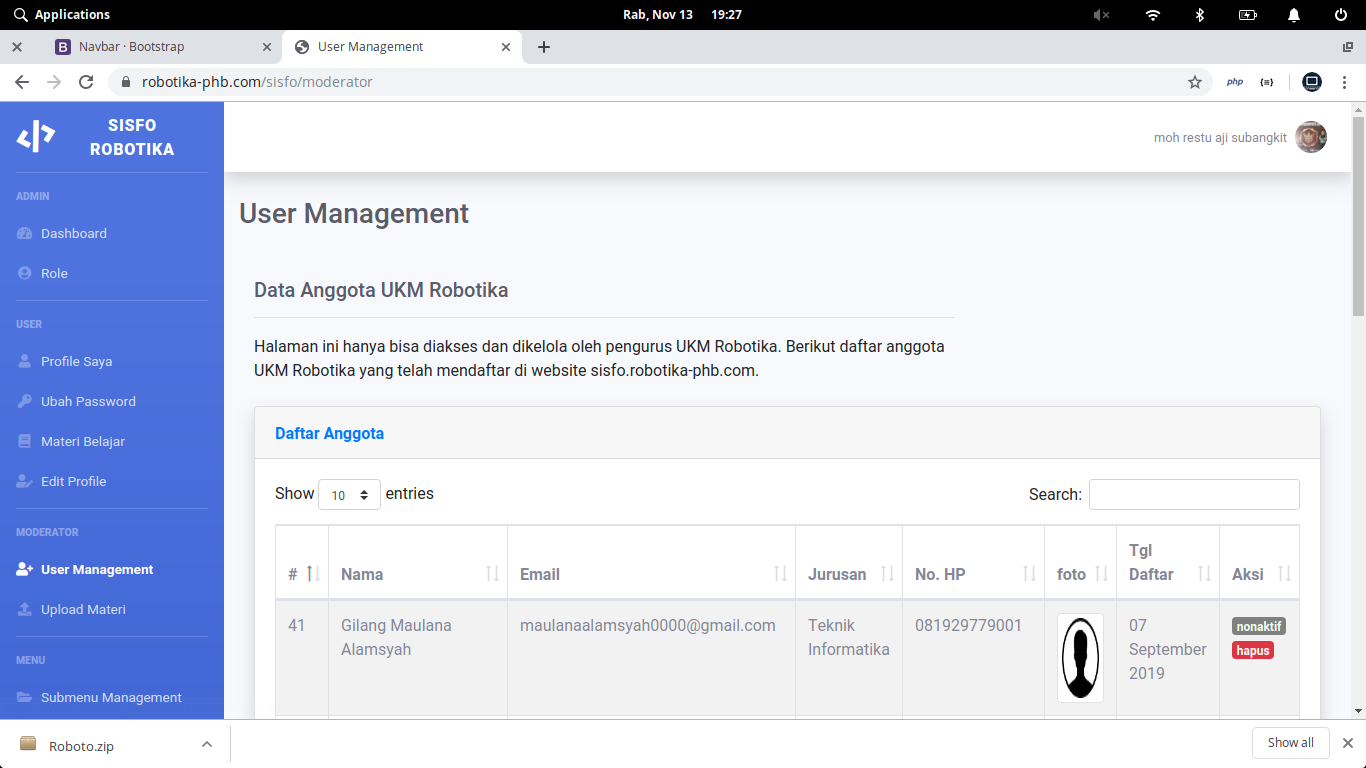 Applications
Rab, Nov 13 19:27
Navbar · Bootstrap
User Management
robotika-phb.com/sisfo/moderator
php
SISFO
ROBOTIKA
moh restu aji subangkit
ADMIN
Dashboard
Role
USER
Profile Saya
Ubah Password
Materi Belajar
Edit Profile
MODERATOR
User Management
Upload Materi
MENU
Submenu Management
User Management
Data Anggota UKM Robotika
Halaman ini hanya bisa diakses dan dikelola oleh pengurus UKM Robotika. Berikut daftar anggota
UKM Robotika yang telah mendaftar di website sisfo.robotika-phb.com.
Daftar Anggota
Show 10 entries
Search:
# Nama Email Jurusan No. HP foto Tgl Daftar Aksi
41 Gilang Maulana Alamsyah maulanaalamsyah0000@gmail.com Teknik Informatika 081929779001 07 September 2019 nonaktif hapus
Roboto.zip
Show all